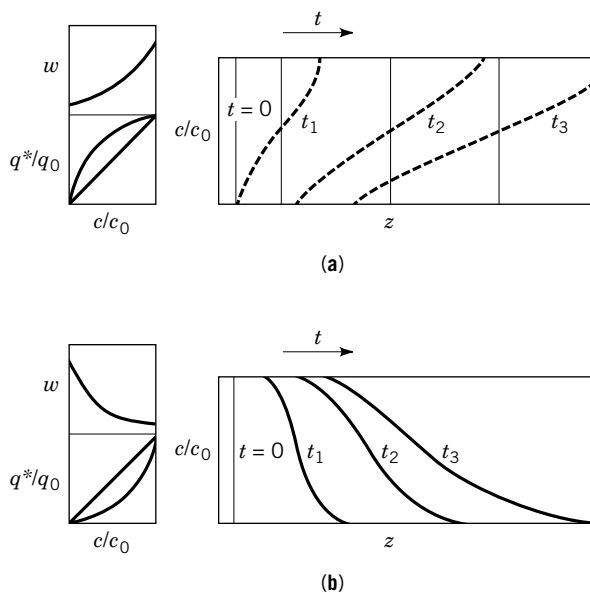 t
w
t = 0
t₁
t₂
t₃
c/c₀
q*/q₀
c/c₀
z
(a)
t
w
t = 0
t₁
t₂
t₃
c/c₀
q*/q₀
c/c₀
z
(b)